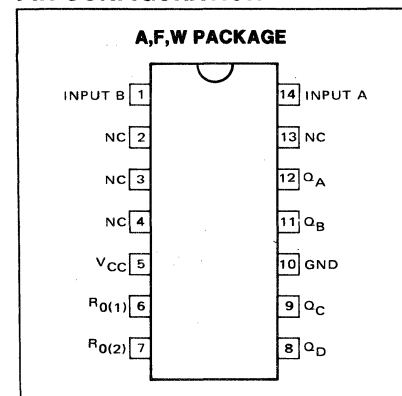 A,F,W PACKAGE
INPUT B 1 14 INPUT A
NC 2 13 NC
NC 3 12 QA
NC 4 11 QB
VCC 5 10 GND
R0(1) 6 9 QC
R0(2) 7 8 QD